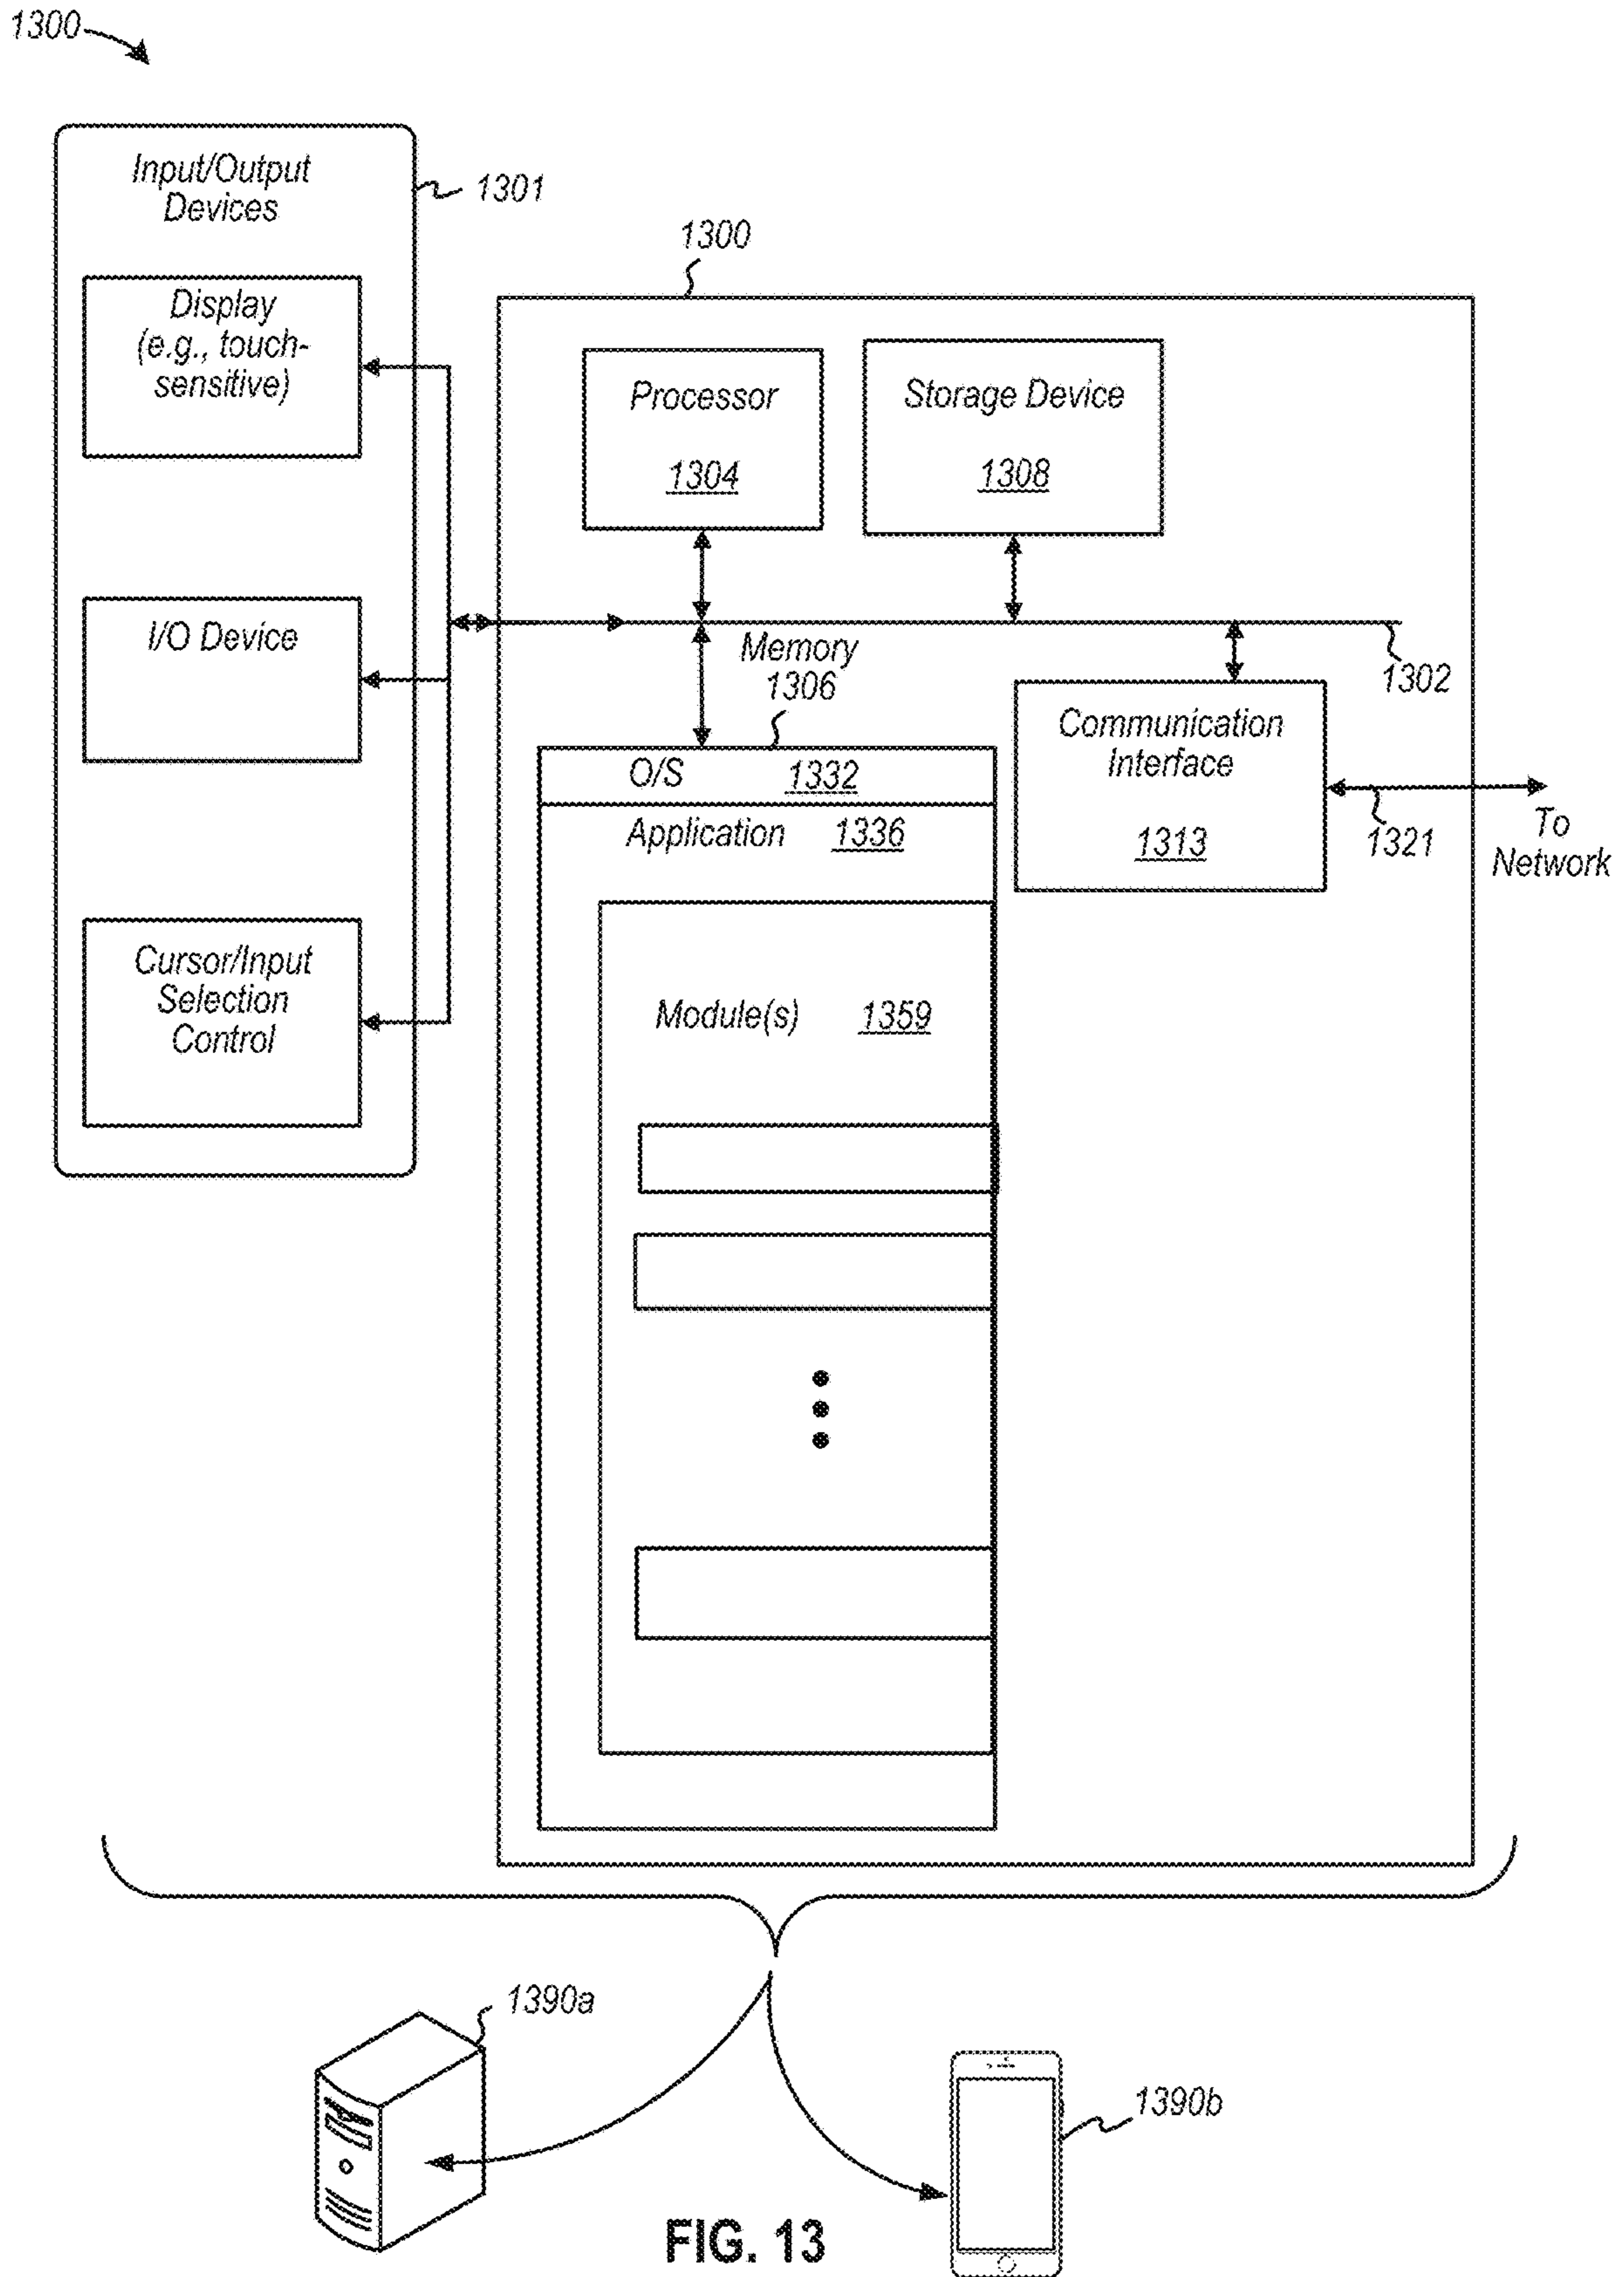 1300
Input/Output
Devices
1301
Display
(e.g., touch-
sensitive)
I/O Device
Cursor/Input
Selection
Control
1300
Processor
1304
Storage Device
1308
Memory
1306
1302
O/S 1332
Application 1336
Communication
Interface
1313
1321
To
Network
Module(s) 1359
1390a
1390b
FIG. 13